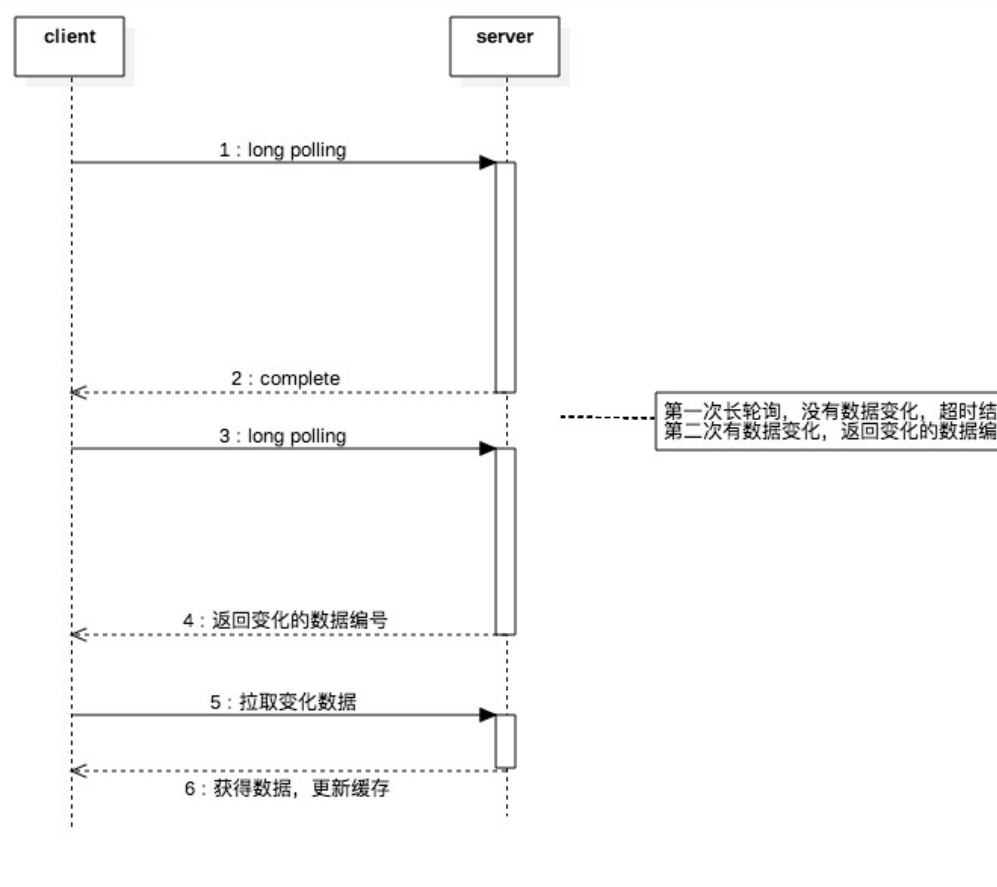 client
server
1 : long polling
2 : complete
第一次长轮询，没有数据变化，超时结
第二次有数据变化，返回变化的数据编
3 : long polling
4 : 返回变化的数据编号
5 : 拉取变化数据
6 : 获得数据，更新缓存